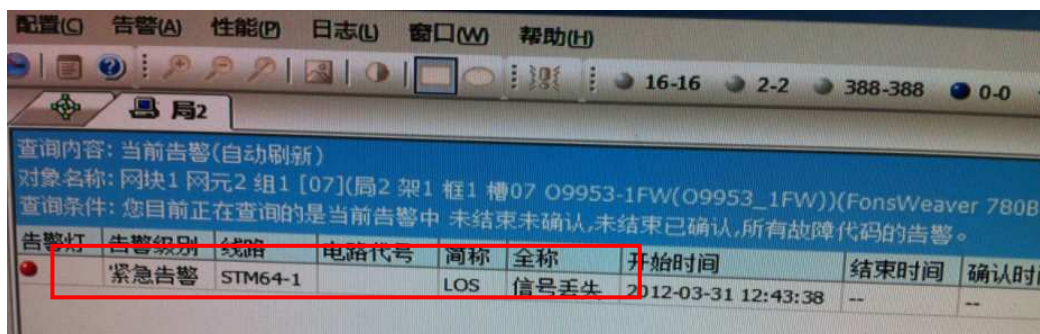 配置(C) 告警(A) 性能(P) 日志(L) 窗口(W) 帮助(H)
16-16 2-2 388-388 0-0
局2
查询内容: 当前告警(自动刷新)
对象名称: 网块1 网元2 组1 [07](局2 架1 框1 槽07 O9953-1FW(O9953_1FW))(FonsWeaver 780B
查询条件: 您目前正在查询的是当前告警中 未结束未确认,未结束已确认,所有故障代码的告警。
告警灯 告警级别 线路 电路代号 简称 全称 开始时间 结束时间 确认时间
紧急告警 STM64-1 LOS 信号丢失 2012-03-31 12:43:38 -- --